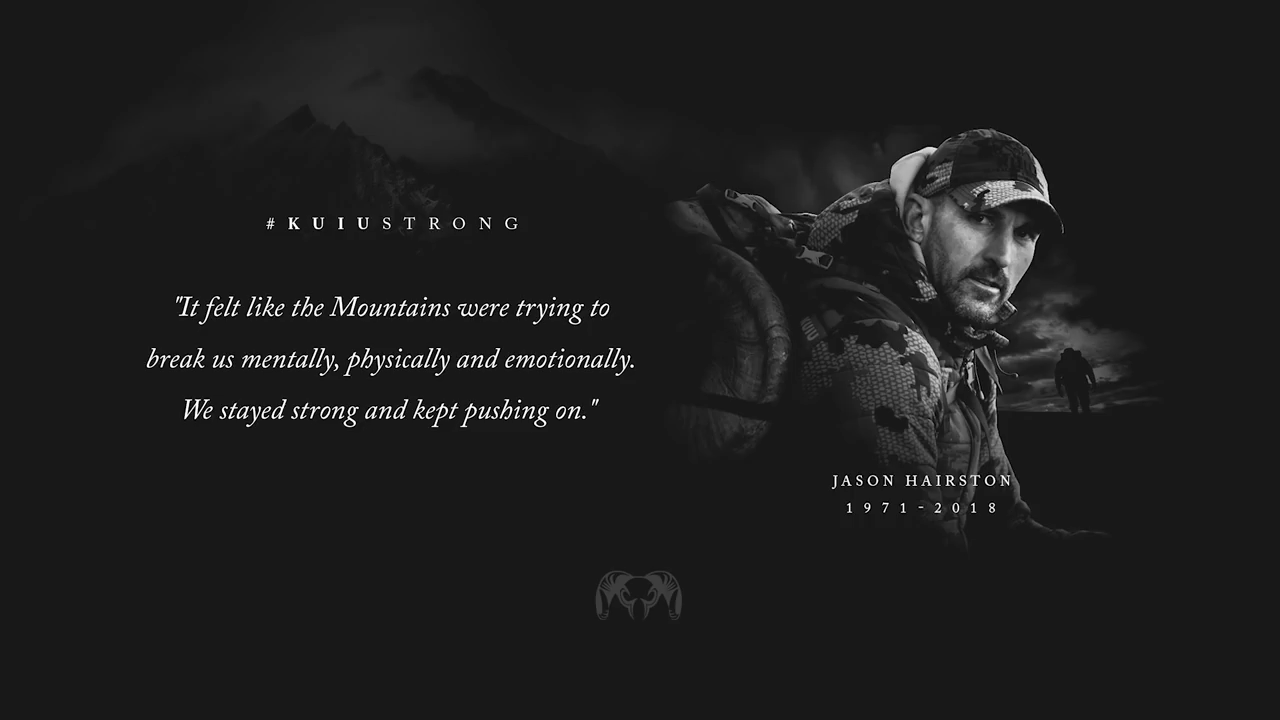 #KUIUSTRONG
"It felt like the Mountains were trying to
break us mentally, physically and emotionally.
We stayed strong and kept pushing on."
JASON HAIRSTON
1971-2018